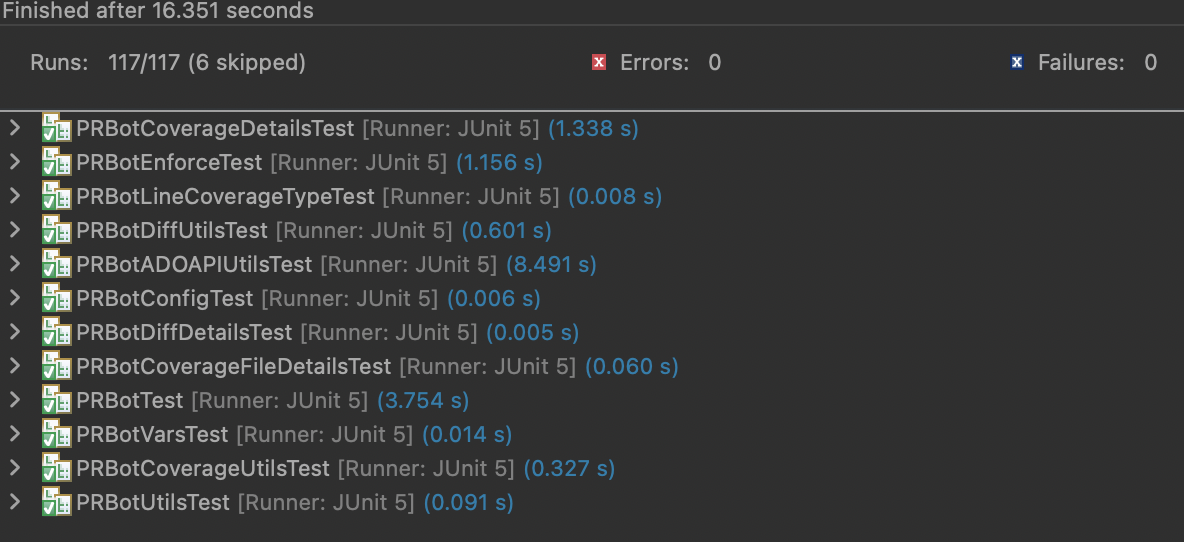 Finished after 16.351 seconds
Runs: 117/117 (6 skipped) Errors: 0 Failures: 0
PRBotCoverageDetailsTest [Runner: JUnit 5] (1.338 s)
PRBotEnforceTest [Runner: JUnit 5] (1.156 s)
PRBotLineCoverageTypeTest [Runner: JUnit 5] (0.008 s)
PRBotDiffUtilsTest [Runner: JUnit 5] (0.601 s)
PRBotADOAPIUtilsTest [Runner: JUnit 5] (8.491 s)
PRBotConfigTest [Runner: JUnit 5] (0.006 s)
PRBotDiffDetailsTest [Runner: JUnit 5] (0.005 s)
PRBotCoverageFileDetailsTest [Runner: JUnit 5] (0.060 s)
PRBotTest [Runner: JUnit 5] (3.754 s)
PRBotVarsTest [Runner: JUnit 5] (0.014 s)
PRBotCoverageUtilsTest [Runner: JUnit 5] (0.327 s)
PRBotUtilsTest [Runner: JUnit 5] (0.091 s)